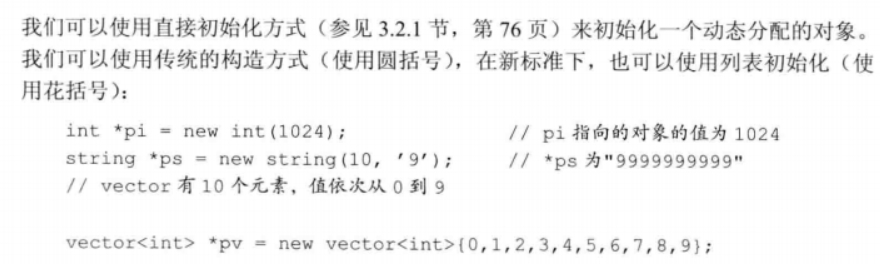 我们可以使用直接初始化方式（参见 3.2.1 节，第 76 页）来初始化一个动态分配的对象。
我们可以使用传统的构造方式（使用圆括号），在新标准下，也可以使用列表初始化（使
用花括号）：
int *pi = new int(1024); // pi 指向的对象的值为 1024
string *ps = new string(10, '9'); // *ps 为"9999999999"
// vector 有 10 个元素，值依次从 0 到 9
vector<int> *pv = new vector<int>{0,1,2,3,4,5,6,7,8,9};